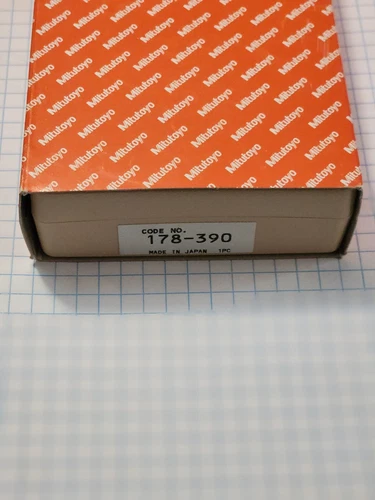 Mitutoyo
CODE NO.
178-390
MADE IN JAPAN 1PC